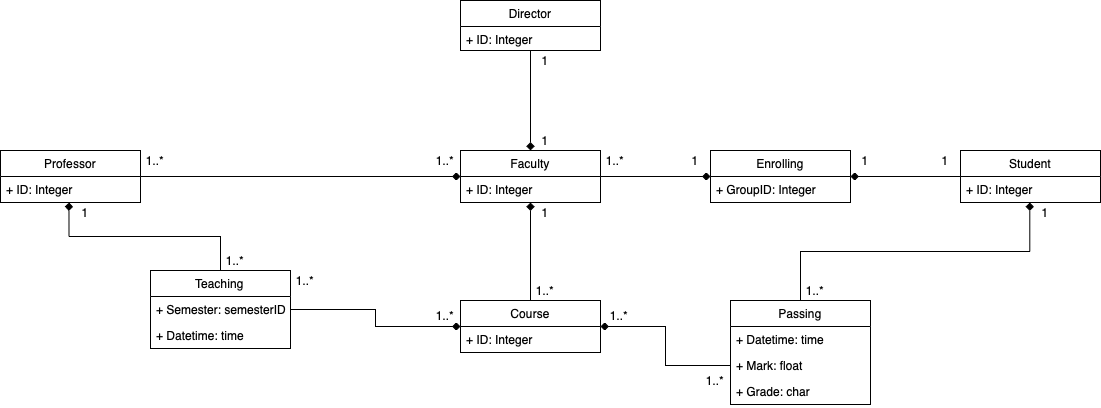 Director
+ ID: Integer
1
1
Professor
+ ID: Integer
1..*
1..*
Faculty
+ ID: Integer
1..*
1
Enrolling
+ GroupID: Integer
1
1
Student
+ ID: Integer
1
1
1
1..*
Teaching
+ Semester: semesterID
+ Datetime: time
1..*
1..*
1..*
Course
+ ID: Integer
1..*
1..*
1..*
Passing
+ Datetime: time
+ Mark: float
+ Grade: char